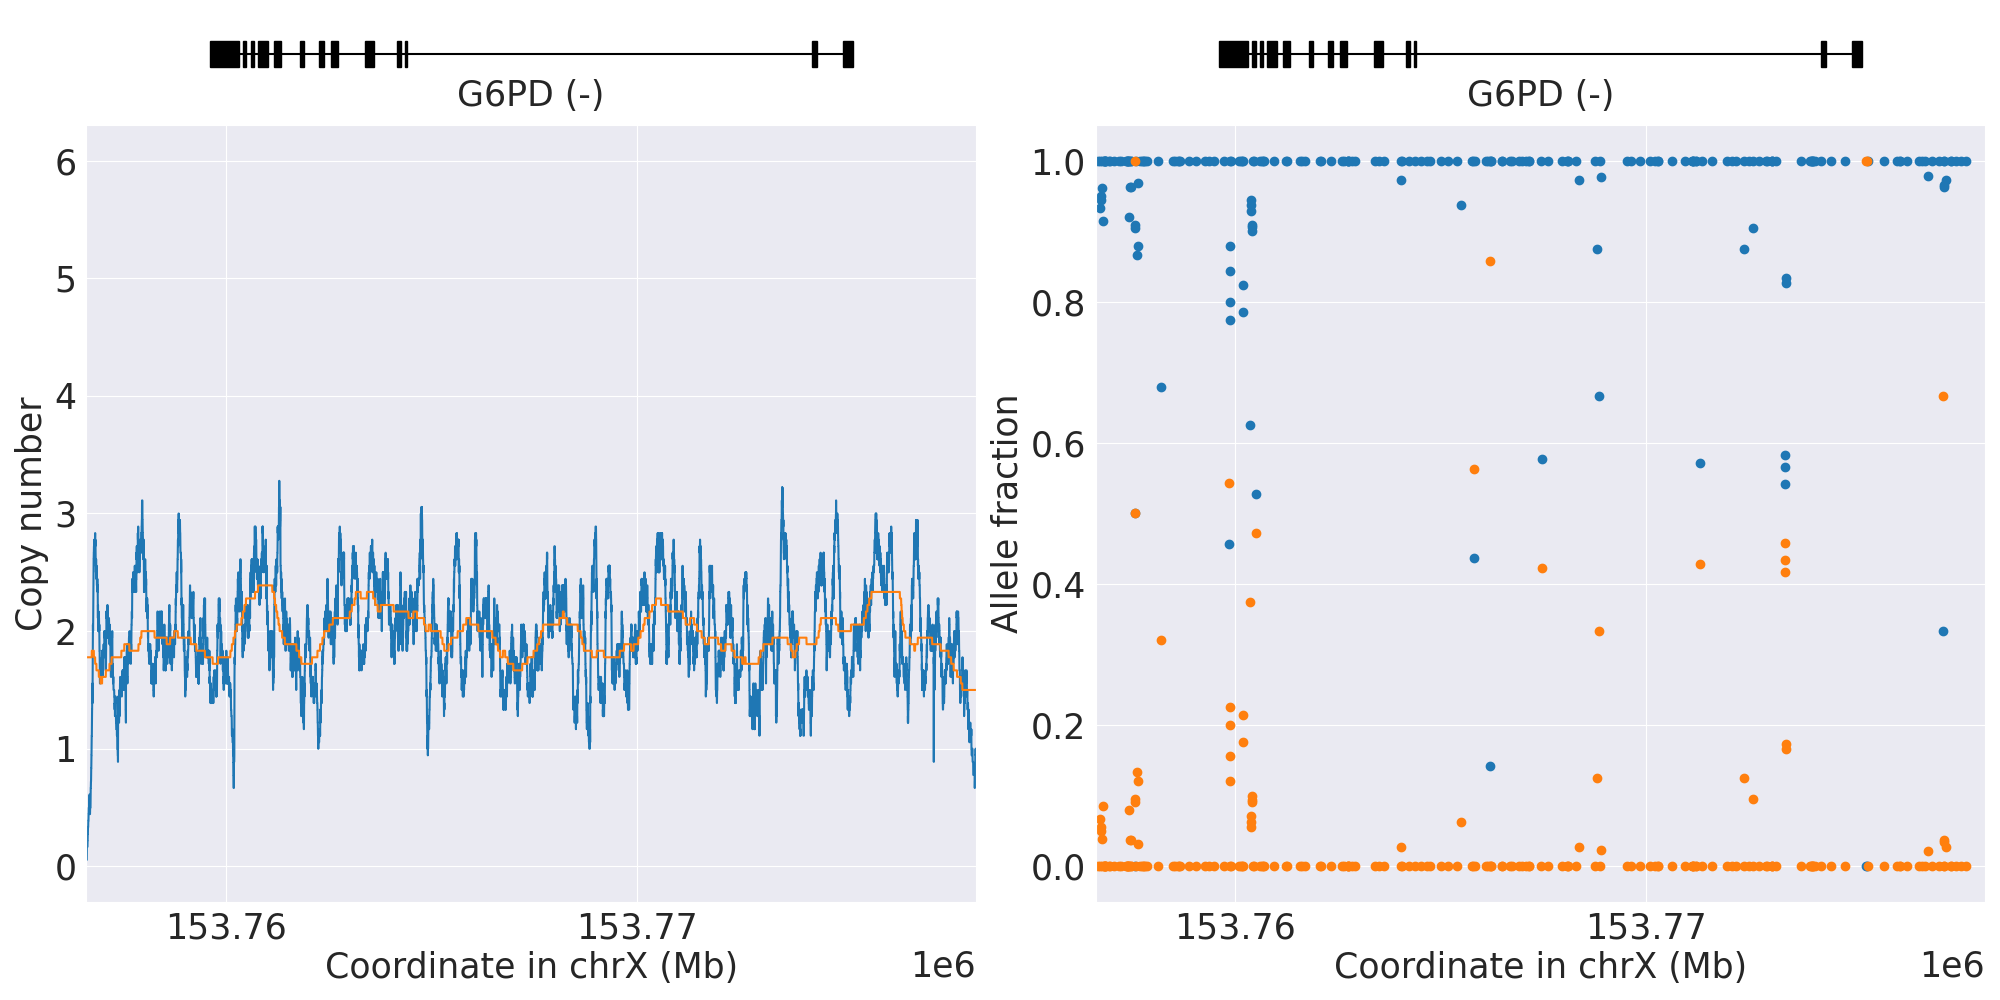 G6PD (-)
6
5
4
3
2
1
0
Copy number
153.76
153.77
Coordinate in chrX (Mb)
1e6
G6PD (-)
1.0
0.8
0.6
0.4
0.2
0.0
Allele fraction
153.76
153.77
Coordinate in chrX (Mb)
1e6